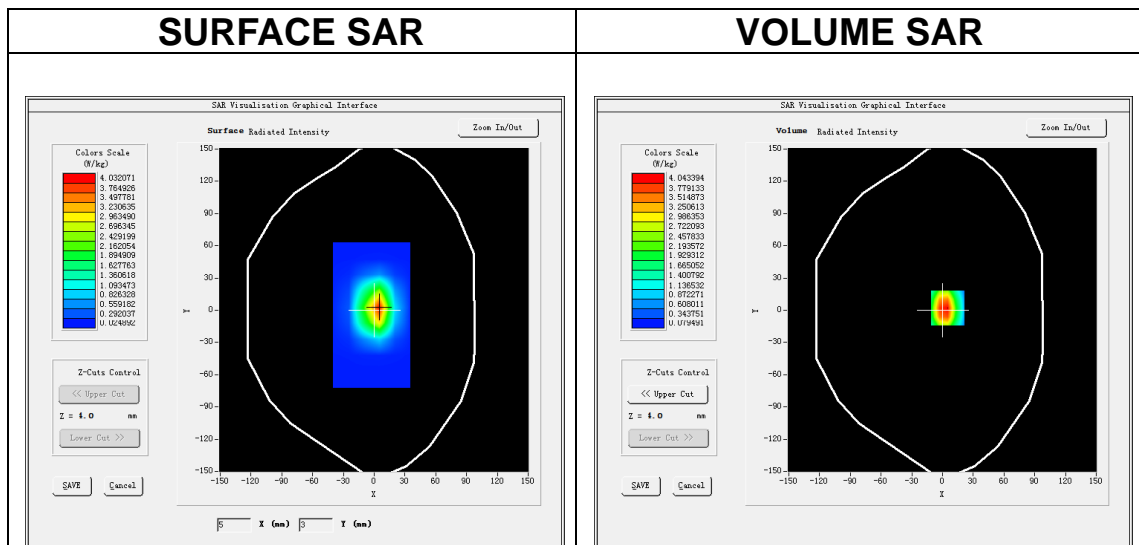 SURFACE SAR
VOLUME SAR
SAR Visualisation Graphical Interface
Surface Radiated Intensity
Zoom In/Out
Colors Scale
(W/kg)
4.032071
3.764926
3.497781
3.230635
2.963490
2.696345
2.429199
2.162054
1.894909
1.627763
1.360618
1.093473
0.826328
0.559182
0.292037
0.024892
150
120
90
60
30
0
-30
-60
-90
-120
-150
Y
-150 -120 -90 -60 -30 0 30 60 90 120 150
X
Z-Cuts Control
<< Upper Cut
Z = 4.0 mm
Lower Cut >>
SAVE Cancel
5 X (mm) 3 Y (mm)
SAR Visualisation Graphical Interface
Volume Radiated Intensity
Zoom In/Out
Colors Scale
(W/kg)
4.043394
3.779133
3.514873
3.250613
2.986353
2.722093
2.457833
2.193572
1.929312
1.665052
1.400792
1.136532
0.872271
0.608011
0.343751
0.079491
150
120
90
60
30
0
-30
-60
-90
-120
-150
Y
-150 -120 -90 -60 -30 0 30 60 90 120 150
X
Z-Cuts Control
<< Upper Cut
Z = 4.0 mm
Lower Cut >>
SAVE Cancel